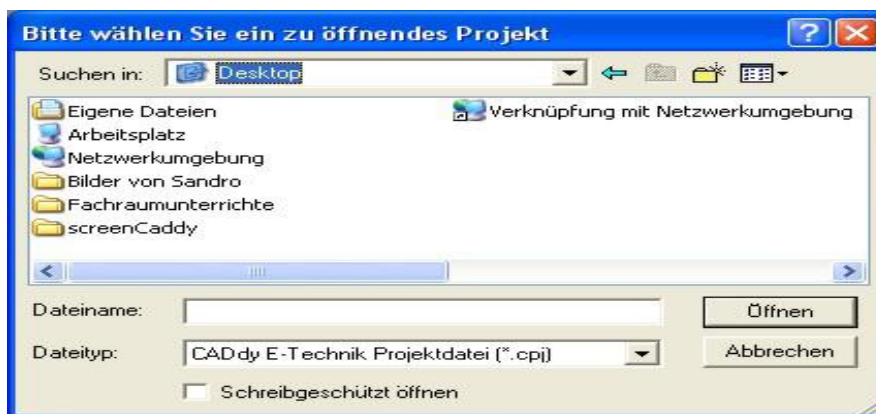 Bitte wählen Sie ein zu öffnendes Projekt
Suchen in: Desktop
Eigene Dateien
Arbeitsplatz
Netzwerkumgebung
Bilder von Sandro
Fachraumunterrichte
screenCaddy
Verknüpfung mit Netzwerkumgebung
Dateiname: Öffnen
Dateityp: CADdy E-Technik Projektdatei (*.cpj) Abbrechen
Schreibgeschützt öffnen